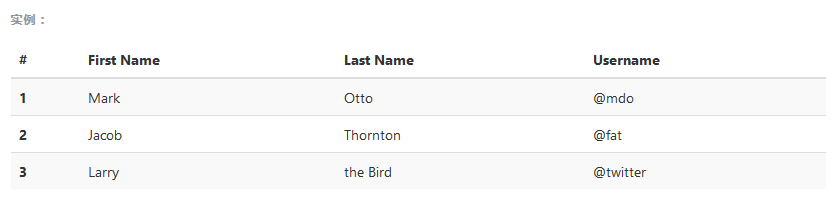 实例：
# First Name Last Name Username
1 Mark Otto @mdo
2 Jacob Thornton @fat
3 Larry the Bird @twitter